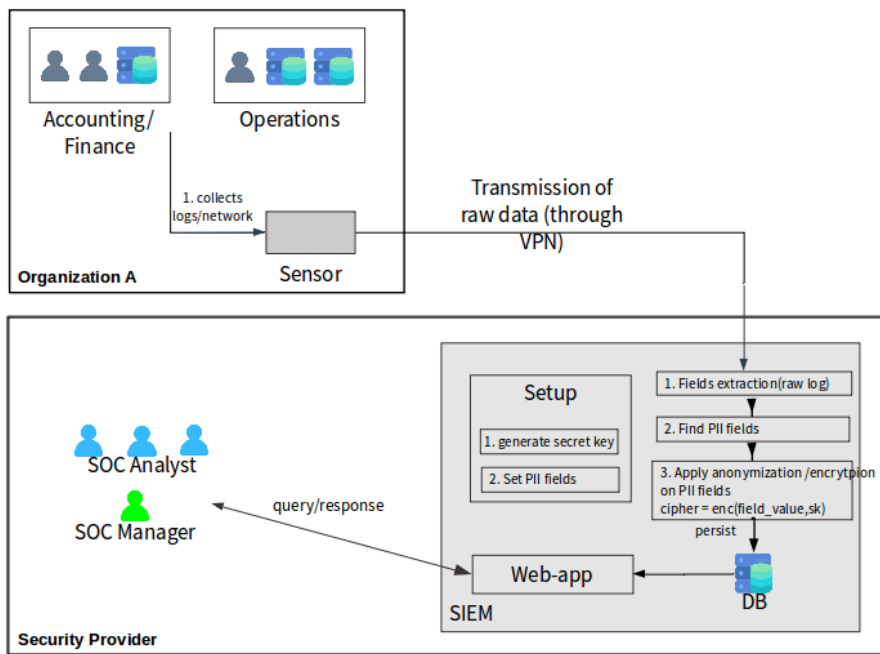 Accounting/
Finance
Operations
1. collects
logs/network
Sensor
Organization A
Transmission of
raw data (through
VPN)
Setup
1. generate secret key
2. Set PII fields
1. Fields extraction(raw log)
2. Find PII fields
3. Apply anonymization /encrytpion
on PII fields
cipher = enc(field_value,sk)
persist
SOC Analyst
SOC Manager
query/response
Web-app
DB
SIEM
Security Provider